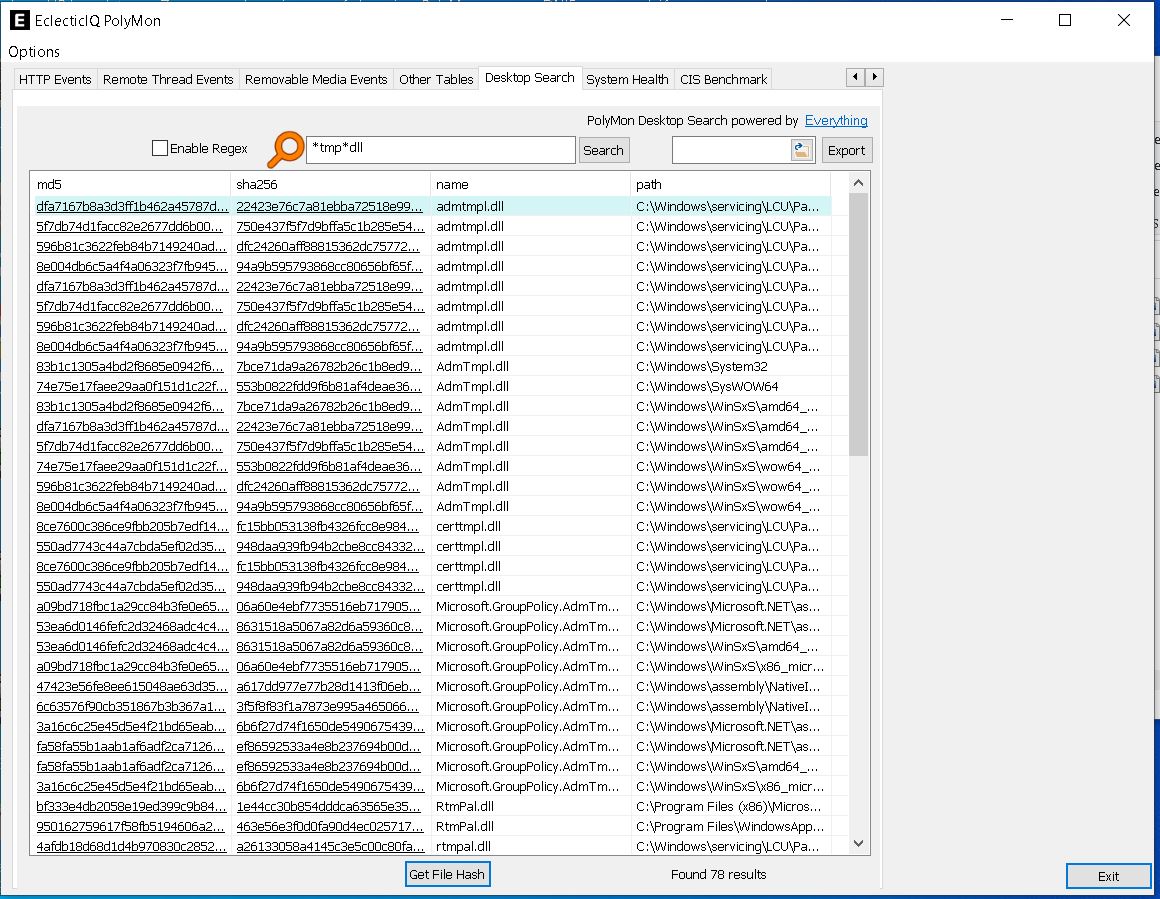 EclecticIQ PolyMon
Options
HTTP Events Remote Thread Events Removable Media Events Other Tables Desktop Search System Health CIS Benchmark
PolyMon Desktop Search powered by Everything
Enable Regex *tmp*dll Search Export
md5 sha256 name path
dfa7167b8a3d3ff1b462a45787d... 22423e76c7a81ebba72518e99... admtmpl.dll C:\Windows\servicing\LCU\Pa...
5f7db74d1facc82e2677dd6b00... 750e437f5f7d9bffa5c1b285e54... admtmpl.dll C:\Windows\servicing\LCU\Pa...
596b81c3622feb84b7149240ad... dfc24260aff88815362dc75772... admtmpl.dll C:\Windows\servicing\LCU\Pa...
8e004db6c5a4f4a06323f7fb945... 94a9b595793868cc80656bf65f... admtmpl.dll C:\Windows\servicing\LCU\Pa...
dfa7167b8a3d3ff1b462a45787d... 22423e76c7a81ebba72518e99... admtmpl.dll C:\Windows\servicing\LCU\Pa...
5f7db74d1facc82e2677dd6b00... 750e437f5f7d9bffa5c1b285e54... admtmpl.dll C:\Windows\servicing\LCU\Pa...
596b81c3622feb84b7149240ad... dfc24260aff88815362dc75772... admtmpl.dll C:\Windows\servicing\LCU\Pa...
8e004db6c5a4f4a06323f7fb945... 94a9b595793868cc80656bf65f... admtmpl.dll C:\Windows\servicing\LCU\Pa...
83b1c1305a4bd2f8685e0942f6... 7bce71da9a26782b26c1b8ed9... AdmTmpl.dll C:\Windows\System32
74e75e17faee29aa0f151d1c22f... 553b0822fdd9f6b81af4deae36... AdmTmpl.dll C:\Windows\SysWOW64
83b1c1305a4bd2f8685e0942f6... 7bce71da9a26782b26c1b8ed9... AdmTmpl.dll C:\Windows\WinSxS\amd64_...
dfa7167b8a3d3ff1b462a45787d... 22423e76c7a81ebba72518e99... AdmTmpl.dll C:\Windows\WinSxS\amd64_...
5f7db74d1facc82e2677dd6b00... 750e437f5f7d9bffa5c1b285e54... AdmTmpl.dll C:\Windows\WinSxS\amd64_...
74e75e17faee29aa0f151d1c22f... 553b0822fdd9f6b81af4deae36... AdmTmpl.dll C:\Windows\WinSxS\wow64_...
596b81c3622feb84b7149240ad... dfc24260aff88815362dc75772... AdmTmpl.dll C:\Windows\WinSxS\wow64_...
8e004db6c5a4f4a06323f7fb945... 94a9b595793868cc80656bf65f... AdmTmpl.dll C:\Windows\WinSxS\wow64_...
8ce7600c386ce9fbb205b7edf14... fc15bb053138fb4326fcc8e984... certtmpl.dll C:\Windows\servicing\LCU\Pa...
550ad7743c44a7cbda5ef02d35... 948daa939fb94b2cbe8cc84332... certtmpl.dll C:\Windows\servicing\LCU\Pa...
8ce7600c386ce9fbb205b7edf14... fc15bb053138fb4326fcc8e984... certtmpl.dll C:\Windows\servicing\LCU\Pa...
550ad7743c44a7cbda5ef02d35... 948daa939fb94b2cbe8cc84332... certtmpl.dll C:\Windows\servicing\LCU\Pa...
a09bd718fbc1a29cc84b3fe0e65... 06a60e4ebf7735516eb717905... Microsoft.GroupPolicy.AdmTm... C:\Windows\Microsoft.NET\as...
53ea6d0146fefc2d32468adc4c4... 8631518a5067a82d6a59360c8... Microsoft.GroupPolicy.AdmTm... C:\Windows\Microsoft.NET\as...
53ea6d0146fefc2d32468adc4c4... 8631518a5067a82d6a59360c8... Microsoft.GroupPolicy.AdmTm... C:\Windows\WinSxS\amd64_...
a09bd718fbc1a29cc84b3fe0e65... 06a60e4ebf7735516eb717905... Microsoft.GroupPolicy.AdmTm... C:\Windows\WinSxS\x86_micr...
47423e56fe8ee615048ae63d35... a617dd977e77b28d1413f06eb... Microsoft.GroupPolicy.AdmTm... C:\Windows\assembly\NativeI...
6c63576f90cb351867b3b367a1... 3f5f8f83f1a7873e995a465066... Microsoft.GroupPolicy.AdmTm... C:\Windows\assembly\NativeI...
3a16c6c25e45d5e4f21bd65eab... 6b6f27d74f1650de5490675439... Microsoft.GroupPolicy.AdmTm... C:\Windows\Microsoft.NET\as...
fa58fa55b1aab1af6adf2ca7126... ef86592533a4e8b237694b00d... Microsoft.GroupPolicy.AdmTm... C:\Windows\Microsoft.NET\as...
fa58fa55b1aab1af6adf2ca7126... ef86592533a4e8b237694b00d... Microsoft.GroupPolicy.AdmTm... C:\Windows\WinSxS\amd64_...
3a16c6c25e45d5e4f21bd65eab... 6b6f27d74f1650de5490675439... Microsoft.GroupPolicy.AdmTm... C:\Windows\WinSxS\x86_micr...
bf333e4db2058e19ed399c9b84... 1e44cc30b854dddca63565e35... RtmPal.dll C:\Program Files (x86)\Micros...
950162759617f58fb5194606a2... 463e56e3f0d0fa90d4ec025717... RtmPal.dll C:\Program Files\WindowsApp...
4afdb18d68d1d4b970830c2852... a26133058a4145c3e5c00c80fa... rtmpal.dll C:\Windows\servicing\LCU\Pa...
Get File Hash Found 78 results
Exit